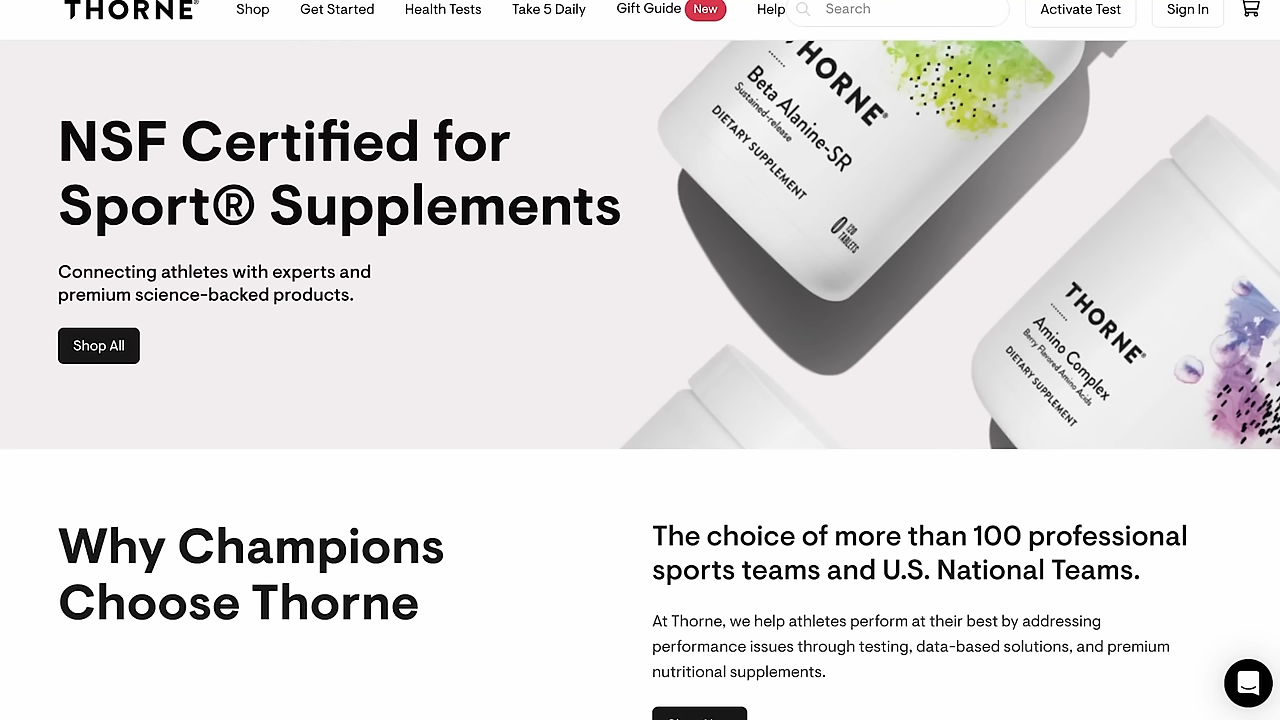 THORNE®
Shop
Get Started
Health Tests
Take 5 Daily
Gift Guide
New
Help
Search
Activate Test
Sign In
NSF Certified for
Sport® Supplements
Connecting athletes with experts and
premium science-backed products.
Shop All
THORNE®
Beta Alanine-SR
Sustained-release
DIETARY SUPPLEMENT
120
TABLETS
THORNE®
Amino Complex
Berry Flavored Amino Acids
DIETARY SUPPLEMENT
Why Champions
Choose Thorne
The choice of more than 100 professional
sports teams and U.S. National Teams.
At Thorne, we help athletes perform at their best by addressing
performance issues through testing, data-based solutions, and premium
nutritional supplements.